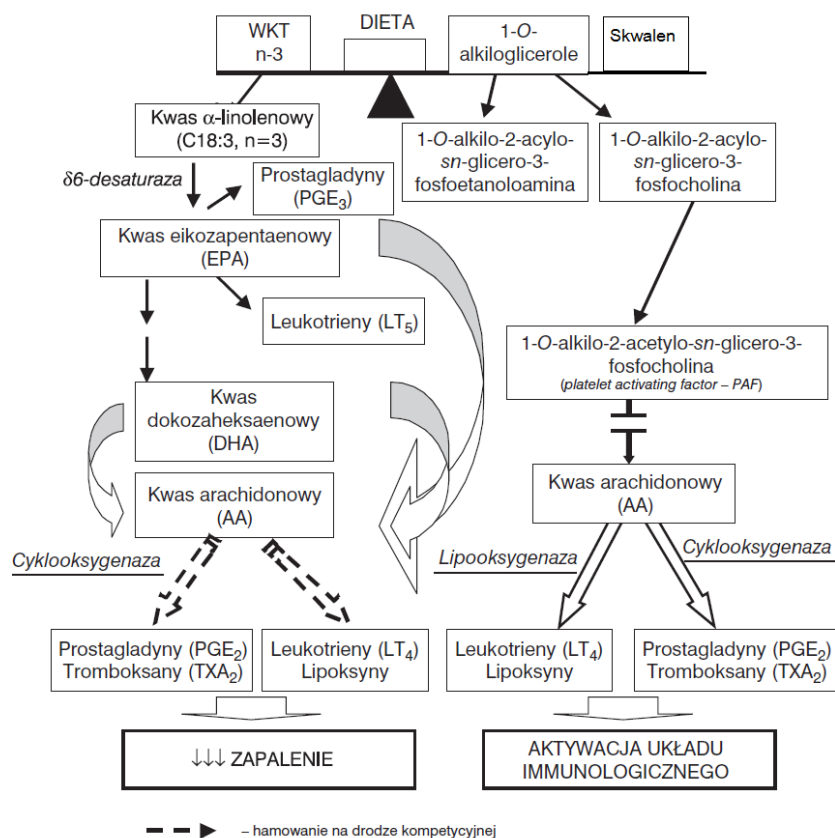 WKT
n-3
DIETA
1-O-
alkiloglicerole
Skwalen
Kwas α-linolenowy
(C18:3, n=3)
1-O-alkilo-2-acylo-
sn-glicero-3-
fosfoetanoloamina
1-O-alkilo-2-acylo-
sn-glicero-3-
fosfocholina
δ6-desaturaza
Prostagladyny
(PGE3)
Kwas eikozapentaenowy
(EPA)
Leukotrieny (LT5)
1-O-alkilo-2-acetylo-sn-glicero-3-
fosfocholina
(platelet activating factor – PAF)
Kwas
dokozaheksaenowy
(DHA)
Kwas arachidonowy
(AA)
Kwas arachidonowy
(AA)
Cyklooksygenaza
Lipooksygenaza
Cyklooksygenaza
Prostagladyny (PGE2)
Tromboksany (TXA2)
Leukotrieny (LT4)
Lipoksyny
Leukotrieny (LT4)
Lipoksyny
Prostagladyny (PGE2)
Tromboksany (TXA2)
↓↓↓ ZAPALENIE
AKTYWACJA UKŁADU
IMMUNOLOGICZNEGO
– hamowanie na drodze kompetycyjnej